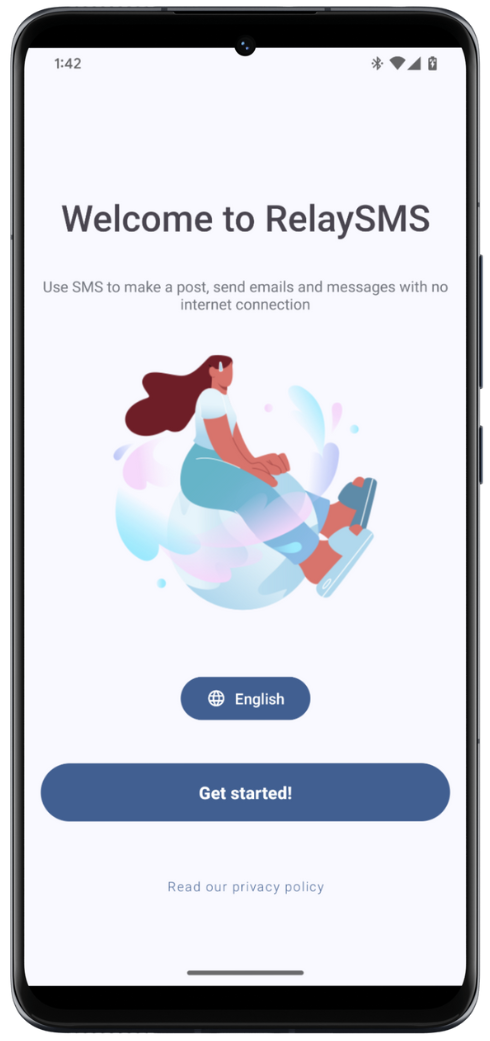 1:42
Welcome to RelaySMS
Use SMS to make a post, send emails and messages with no
internet connection
English
Get started!
Read our privacy policy